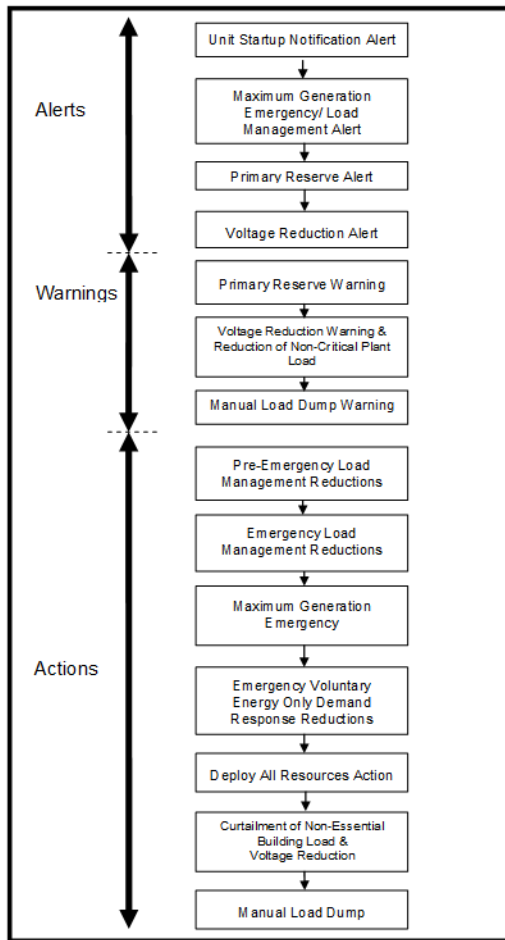 Alerts
Unit Startup Notification Alert
Maximum Generation
Emergency/ Load
Management Alert
Primary Reserve Alert
Voltage Reduction Alert
Warnings
Primary Reserve Warning
Voltage Reduction Warning &
Reduction of Non-Critical Plant
Load
Manual Load Dump Warning
Actions
Pre-Emergency Load
Management Reductions
Emergency Load
Management Reductions
Maximum Generation
Emergency
Emergency Voluntary
Energy Only Demand
Response Reductions
Deploy All Resources Action
Curtailment of Non-Essential
Building Load &
Voltage Reduction
Manual Load Dump